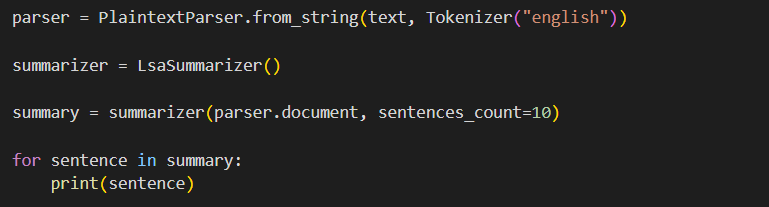 parser = PlaintextParser.from_string(text, Tokenizer("english"))
summarizer = LsaSummarizer()
summary = summarizer(parser.document, sentences_count=10)
for sentence in summary:
    print(sentence)